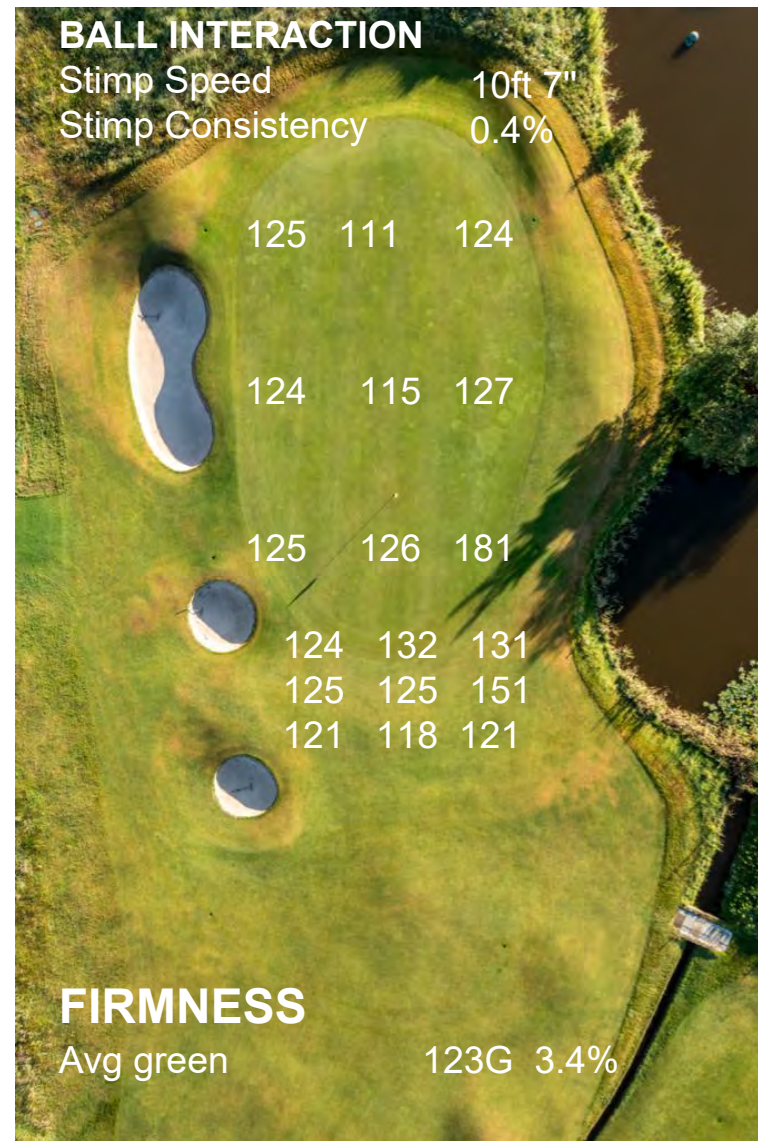 BALL INTERACTION
Stimp Speed 10ft 7"
Stimp Consistency 0.4%
125 111 124
124 115 127
125 126 181
124 132 131
125 125 151
121 118 121
FIRMNESS
Avg green 123G 3.4%